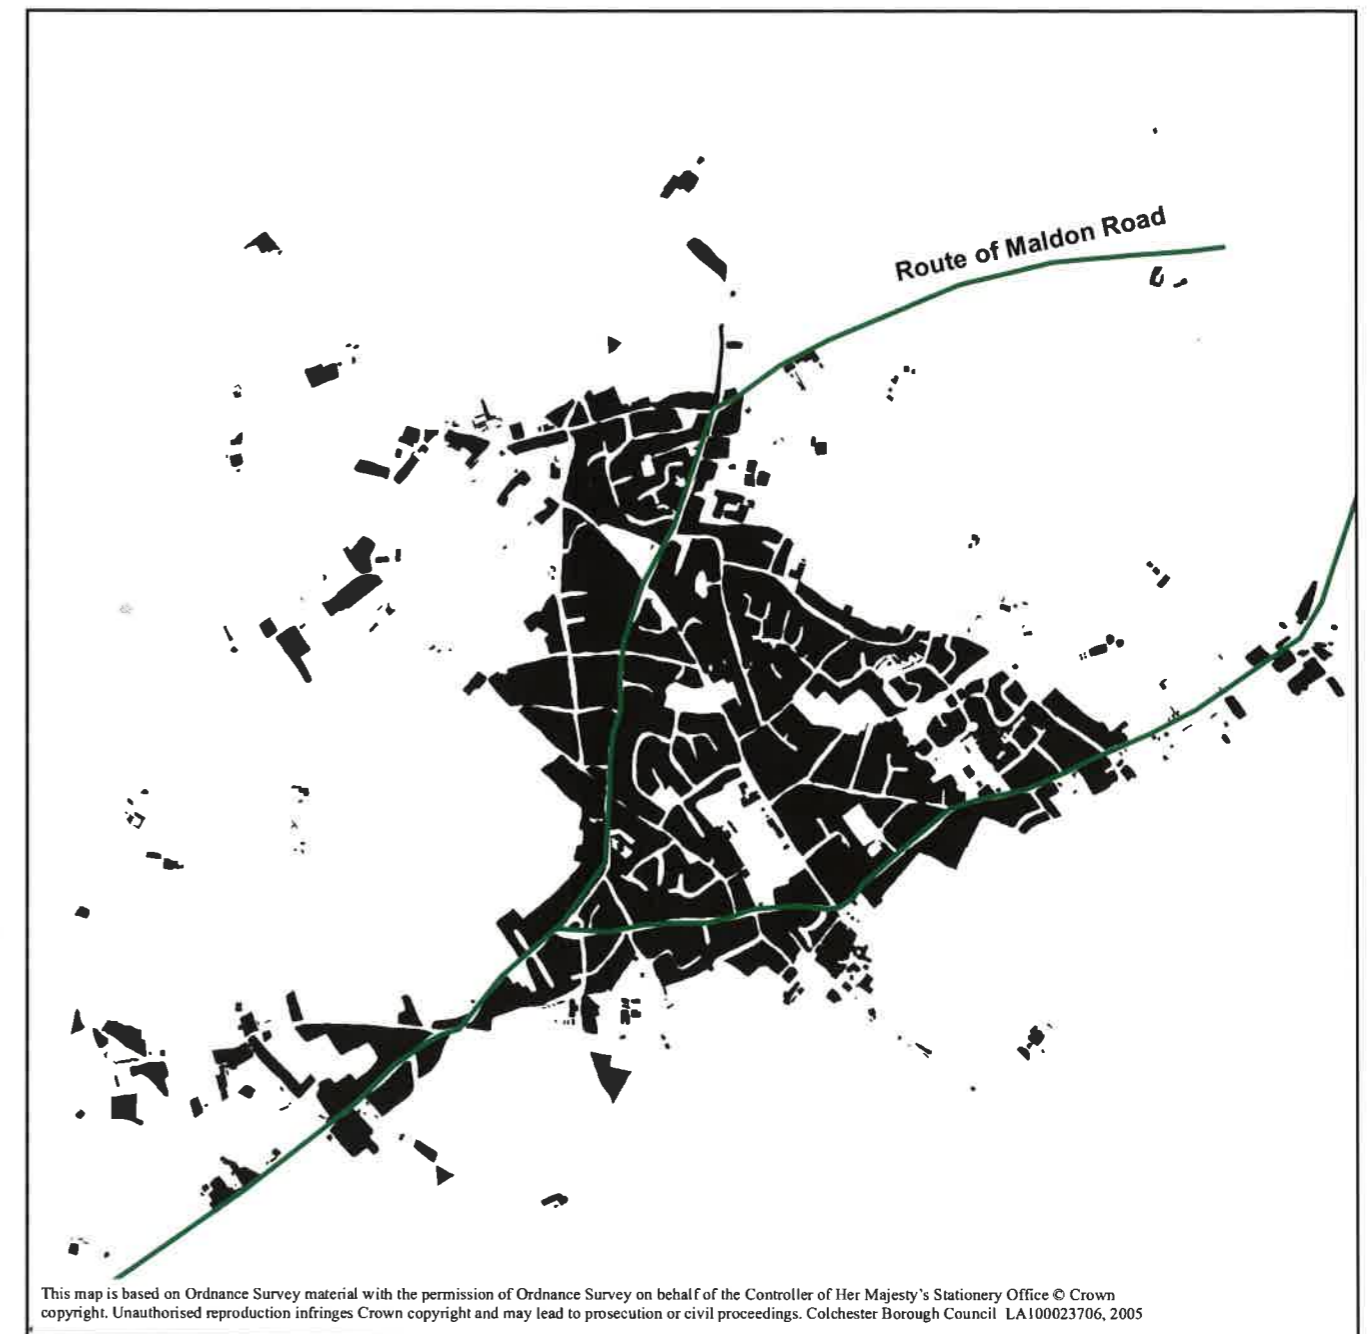 Route of Maldon Road
This map is based on Ordnance Survey material with the permission of Ordnance Survey on behalf of the Controller of Her Majesty's Stationery Office © Crown
copyright. Unauthorised reproduction infringes Crown copyright and may lead to prosecution or civil proceedings. Colchester Borough Council LA100023706, 2005